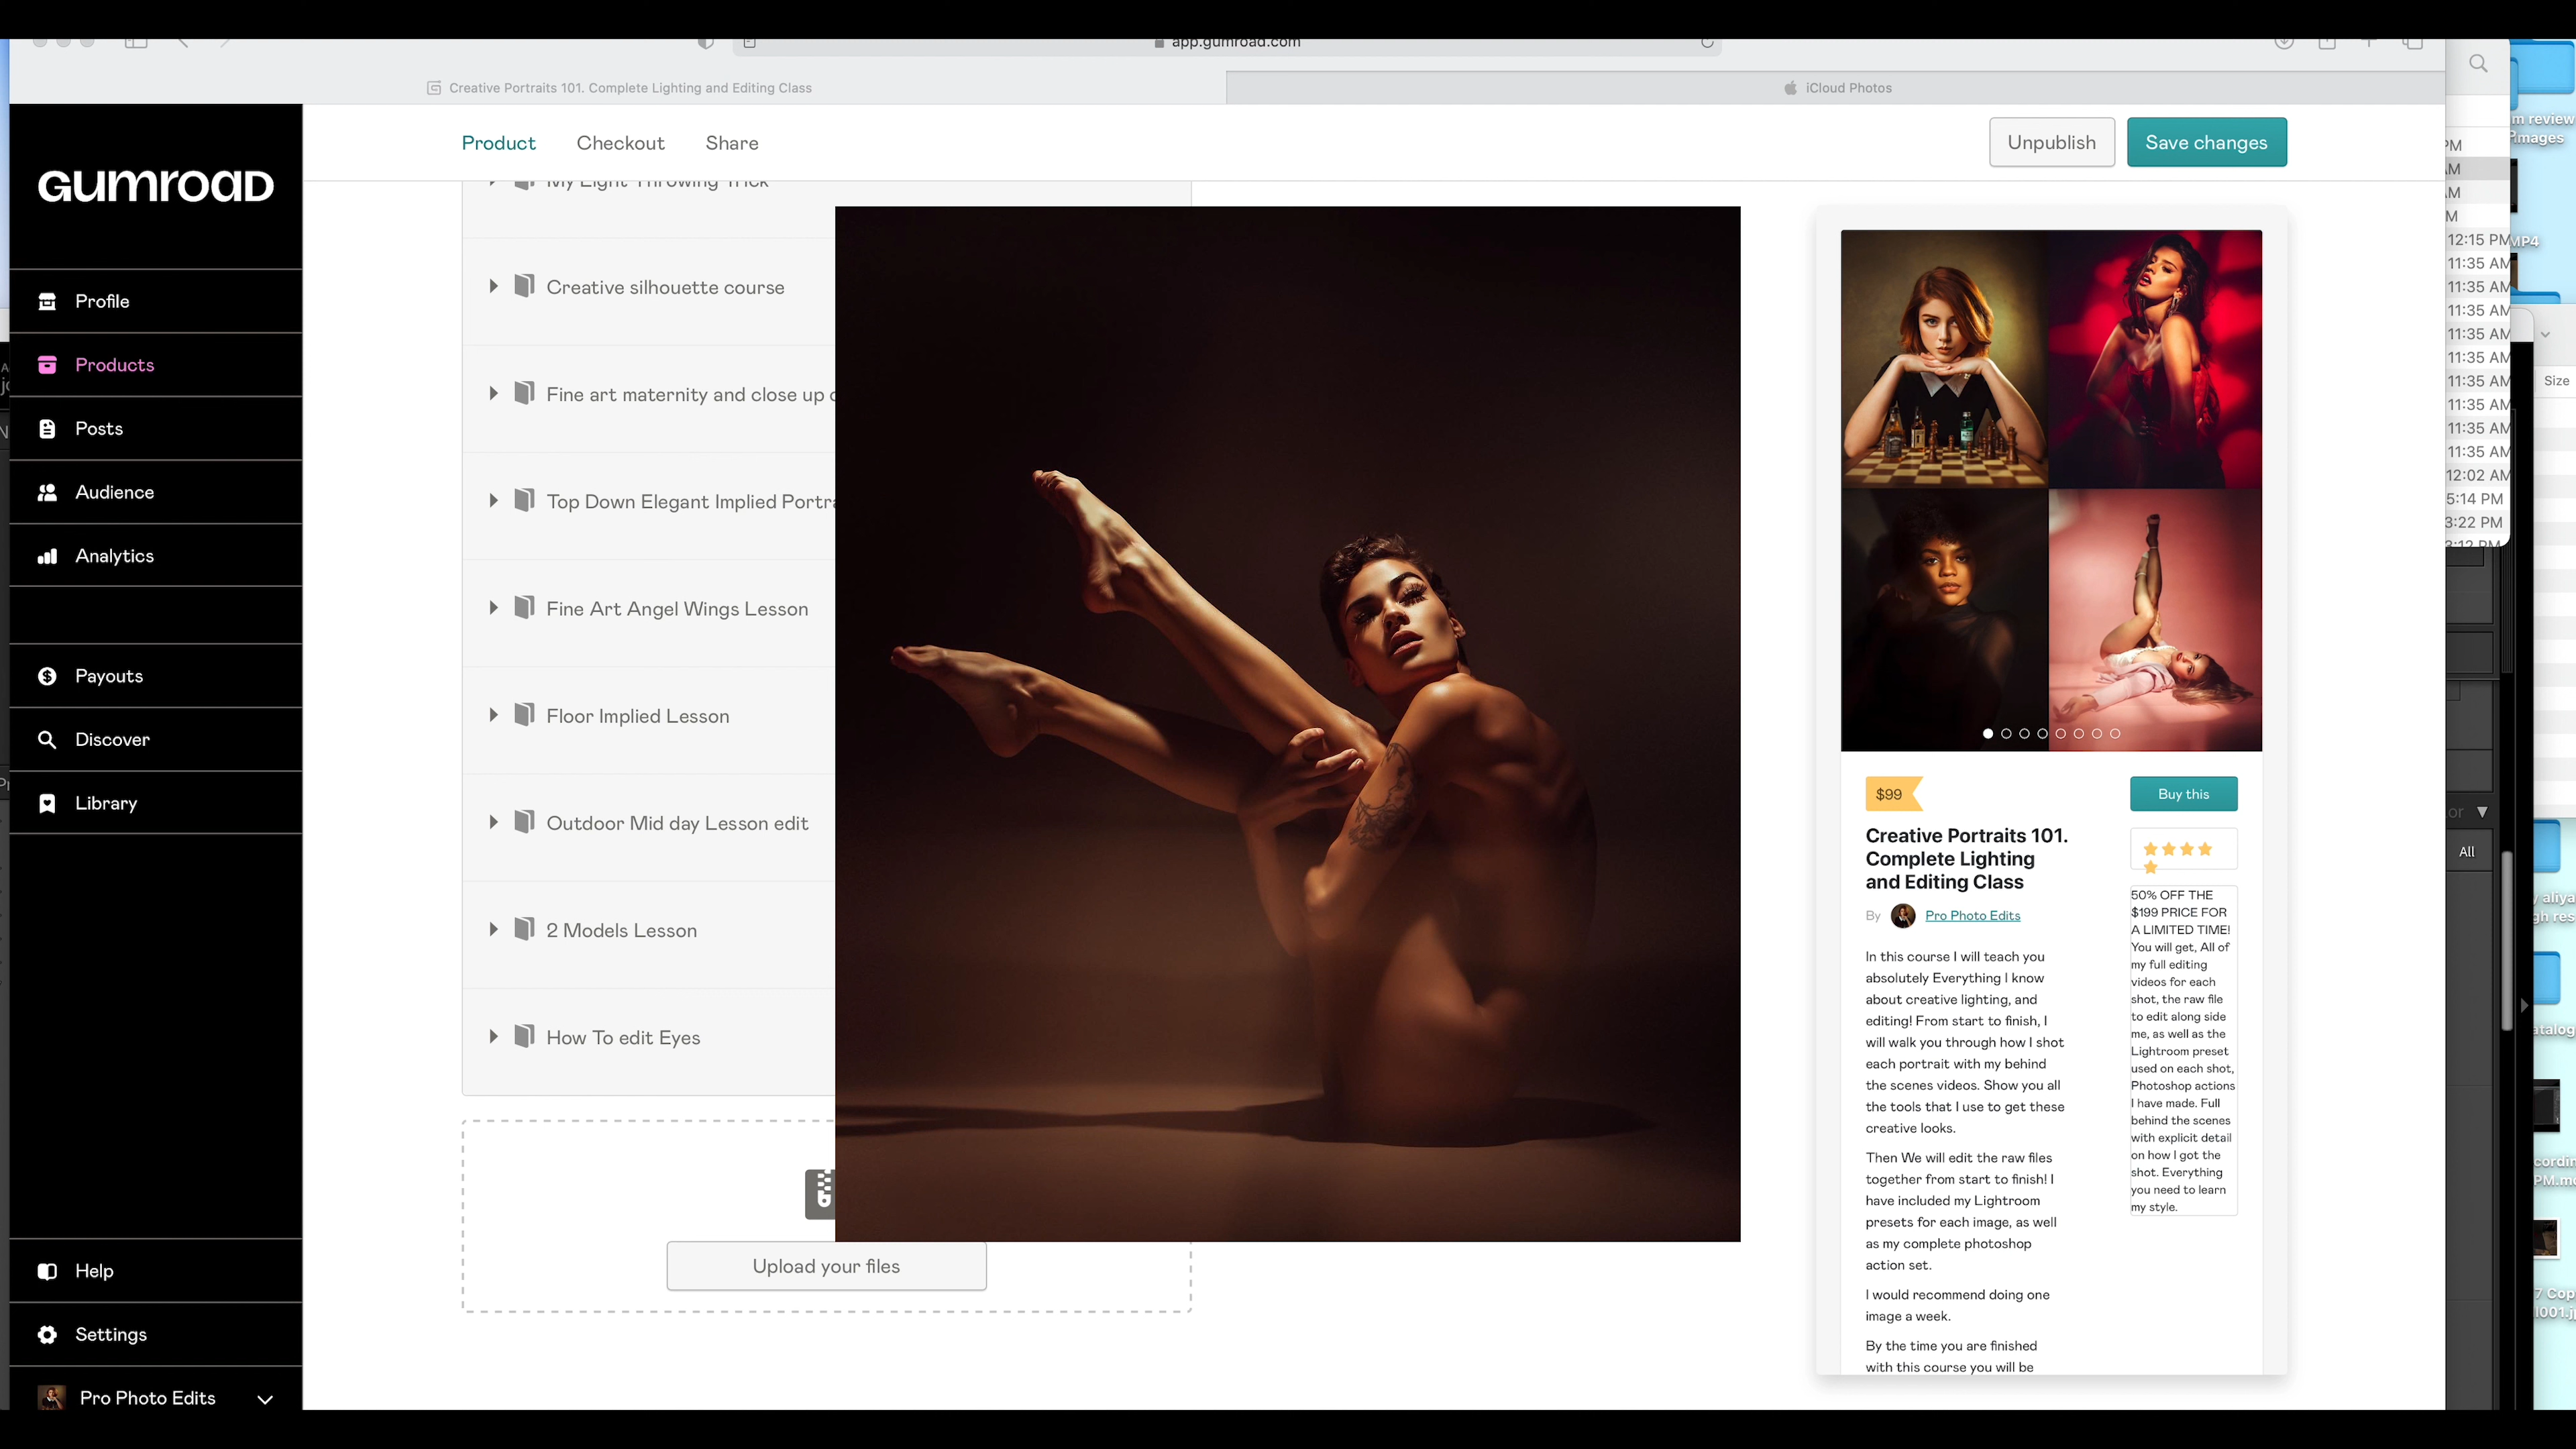 app.gumroad.com
Creative Portraits 101. Complete Lighting and Editing Class
iCloud Photos
GUMROAD
Product
Checkout
Share
Unpublish
Save changes
Profile
Products
Posts
Audience
Analytics
Payouts
Discover
Library
Help
Settings
Pro Photo Edits
My Light Throwing Trick
Creative silhouette course
Fine art maternity and close up
Top Down Elegant Implied
Fine Art Angel Wings Lesson
Floor Implied Lesson
Outdoor Mid day Lesson edit
2 Models Lesson
How To edit Eyes
Upload your files
$99
Buy this
Creative Portraits 101.
Complete Lighting
and Editing Class
By Pro Photo Edits
In this course I will teach you
absolutely Everything I know
about creative lighting, and
editing! From start to finish, I
will walk you through how I shot
each portrait with my behind
the scenes videos. Show you all
the tools that I use to get these
creative looks.
Then We will edit the raw files
together from start to finish! I
have included my Lightroom
presets for each image, as well
as my complete photoshop
action set.
I would recommend doing one
image a week.
By the time you are finished
with this course you will be
50% OFF THE
$199 PRICE FOR
A LIMITED TIME!
You will get, All of
my full editing
videos for each
shot, the raw file
to edit along side
me, as well as the
Lightroom preset
used on each shot,
Photoshop actions
I have made. Full
behind the scenes
with explicit detail
on how I got the
shot. Everything
you need to learn
my style.
review
images
PM
AM
AM
12:15 PM
MP4
11:35 AM
11:35 AM
11:35 AM
11:35 AM
11:35 AM
11:35 AM
11:35 AM
11:35 AM
11:35 AM
12:02 AM
5:14 PM
3:22 PM
3:12 PM
Size
All
aliya
res
7 Cop